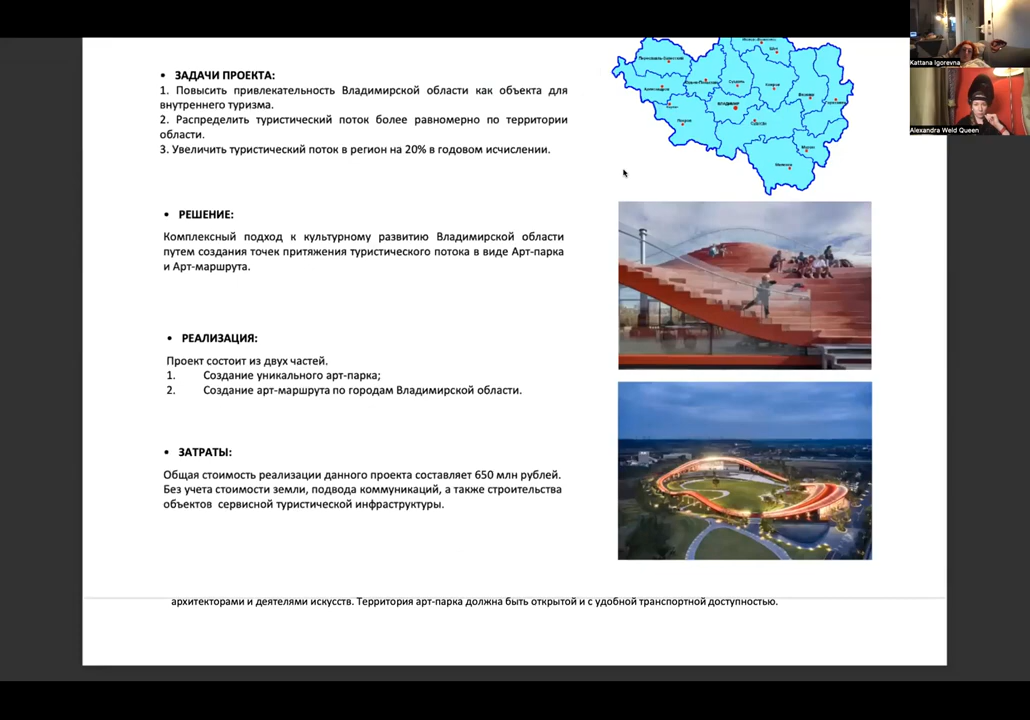 • ЗАДАЧИ ПРОЕКТА:
1. Повысить привлекательность Владимирской области как объекта для
внутреннего туризма.
2. Распределить туристический поток более равномерно по территории
области.
3. Увеличить туристический поток в регион на 20% в годовом исчислении.
• РЕШЕНИЕ:
Комплексный подход к культурному развитию Владимирской области
путем создания точек притяжения туристического потока в виде Арт-парка
и Арт-маршрута.
• РЕАЛИЗАЦИЯ:
Проект состоит из двух частей.
1. Создание уникального арт-парка;
2. Создание арт-маршрута по городам Владимирской области.
• ЗАТРАТЫ:
Общая стоимость реализации данного проекта составляет 650 млн рублей.
Без учета стоимости земли, подвода коммуникаций, а также строительства
объектов сервисной туристической инфраструктуры.
архитекторами и деятелями искусств. Территория арт-парка должна быть открытой и с удобной транспортной доступностью.
ВЛАДИМИР
Суздаль
Kattana Igorevna
Alexandra Weld Queen